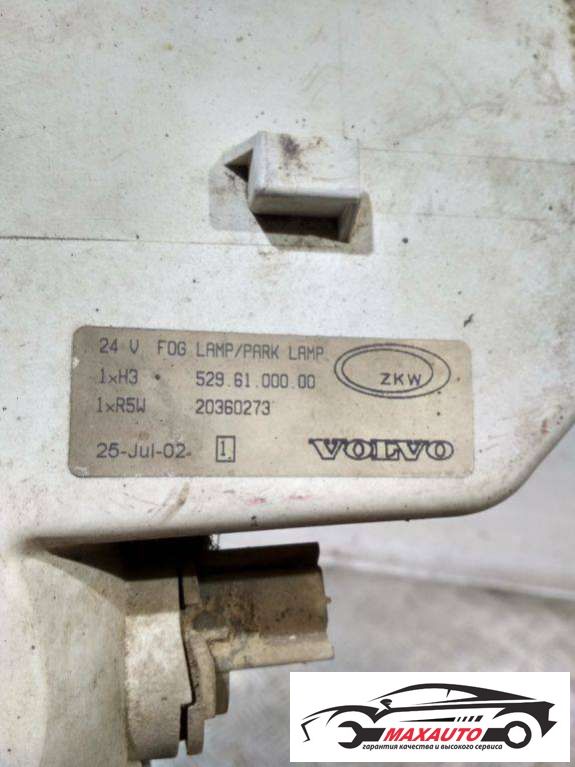 24 V FOG LAMP/PARK LAMP
1xH3 529.61.000.00
ZKW
1xR5W 20360273
25-Jul-02 1
VOLVO
MAXAUTO
гарантия качества и высокого сервиса